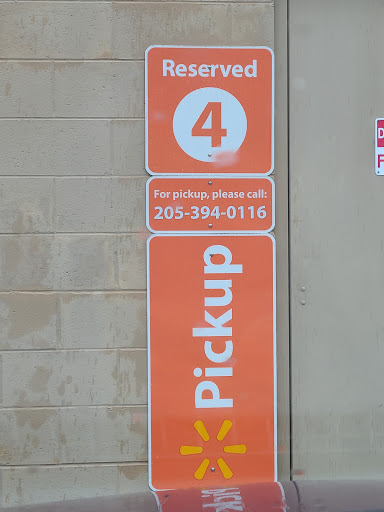 Reserved
4
For pickup, please call:
205-394-0116
Pickup